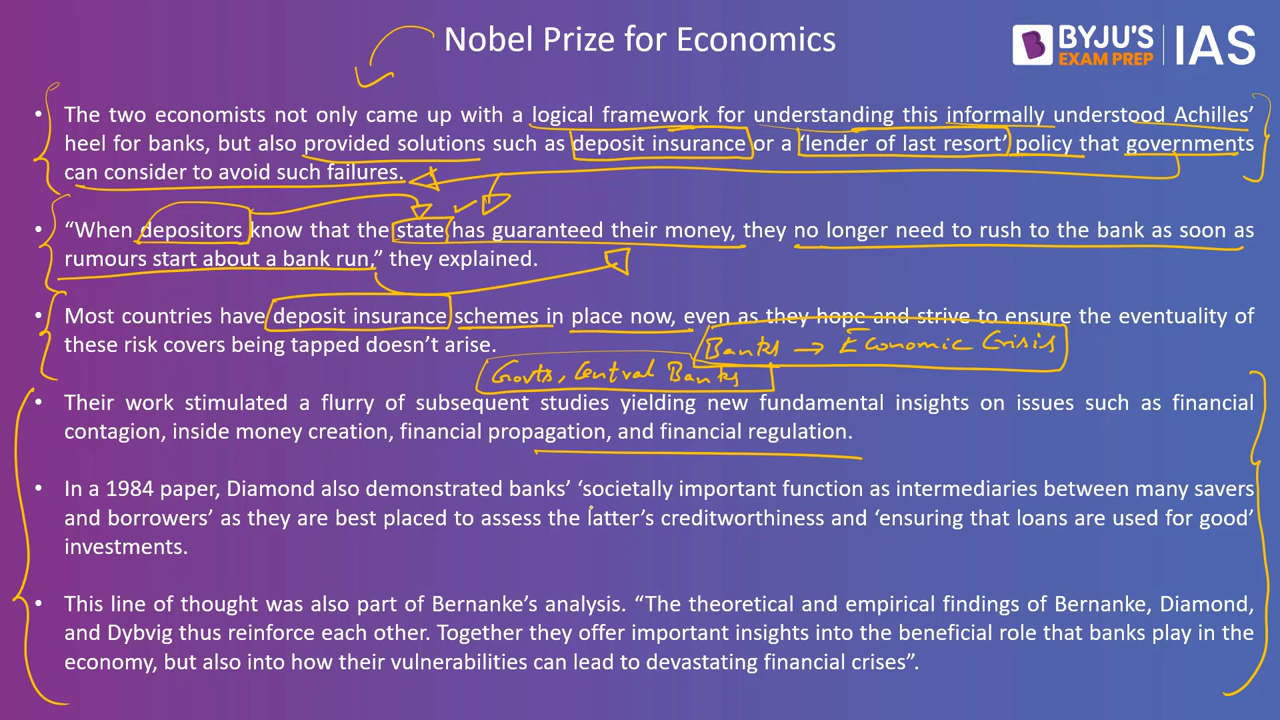 Nobel Prize for Economics
BYJU'S
EXAM PREP
IAS
• The two economists not only came up with a logical framework for understanding this informally understood Achilles'
heel for banks, but also provided solutions such as deposit insurance or a 'lender of last resort' policy that governments
can consider to avoid such failures.
• "When depositors know that the state has guaranteed their money, they no longer need to rush to the bank as soon as
rumours start about a bank run," they explained.
• Most countries have deposit insurance schemes in place now, even as they hope and strive to ensure the eventuality of
these risk covers being tapped doesn't arise.
Banks → Economic Crisis
Govts, Central Banks
• Their work stimulated a flurry of subsequent studies yielding new fundamental insights on issues such as financial
contagion, inside money creation, financial propagation, and financial regulation.
• In a 1984 paper, Diamond also demonstrated banks' 'societally important function as intermediaries between many savers
and borrowers' as they are best placed to assess the latter's creditworthiness and 'ensuring that loans are used for good'
investments.
• This line of thought was also part of Bernanke's analysis. "The theoretical and empirical findings of Bernanke, Diamond,
and Dybvig thus reinforce each other. Together they offer important insights into the beneficial role that banks play in the
economy, but also into how their vulnerabilities can lead to devastating financial crises".